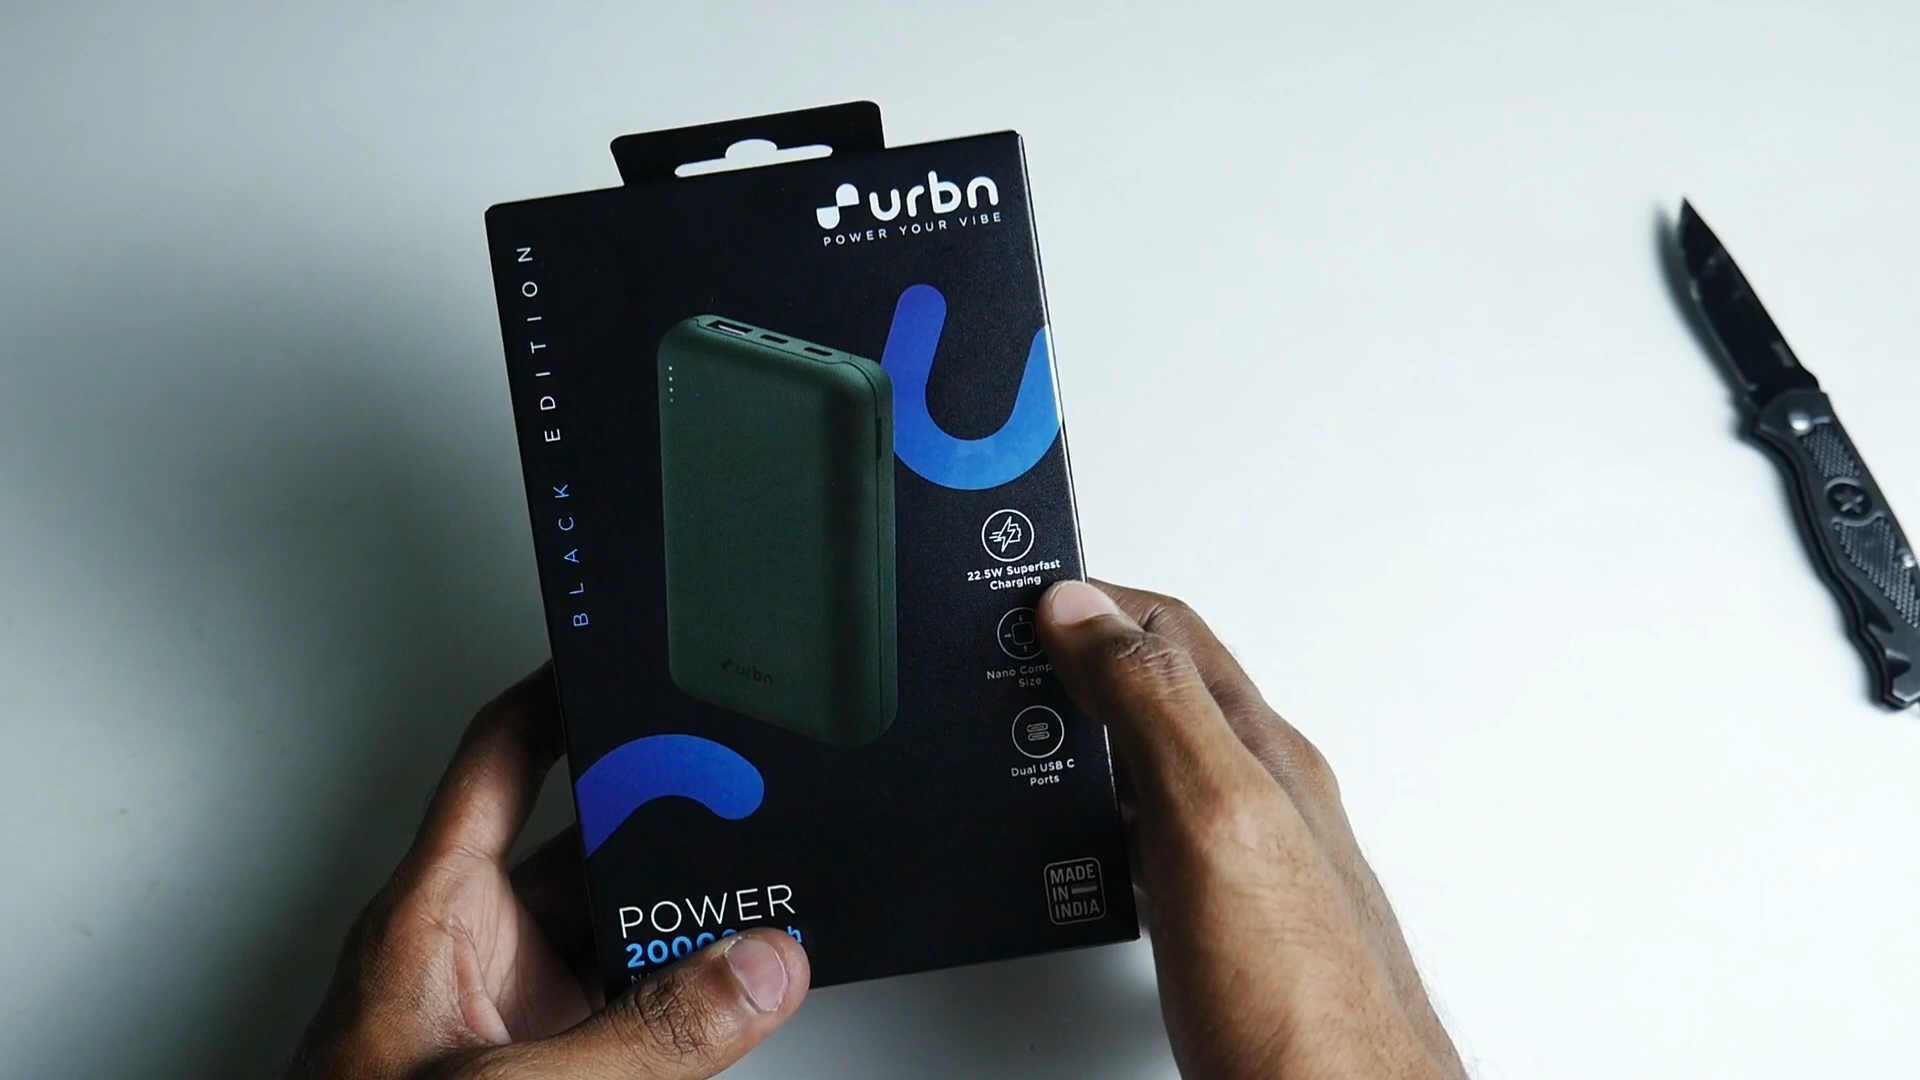 urbn
POWER YOUR VIBE
BLACK EDITION
22.5W Superfast
Charging
Nano
Size
Dual USB C
Ports
urbn
MADE
IN
INDIA
POWER